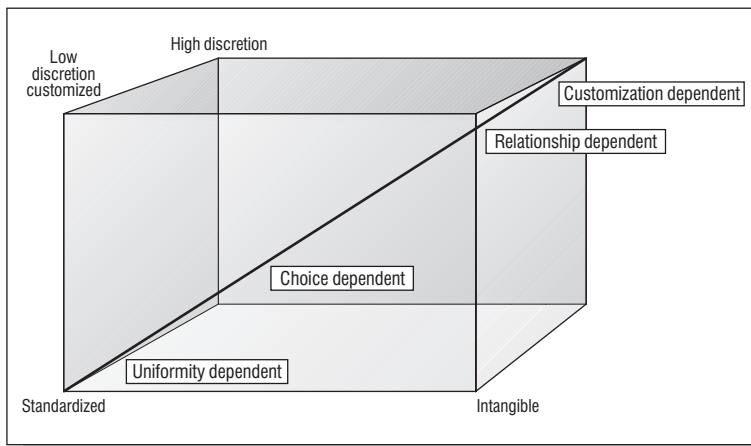 High discretion
Low
discretion
customized
Customization dependent
Relationship dependent
Choice dependent
Uniformity dependent
Standardized
Intangible